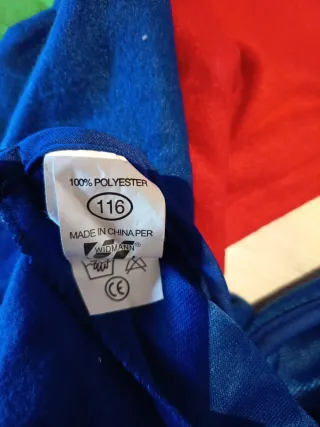 100% POLYESTER
116
MADE IN CHINA PER
WIDMANN®
CE